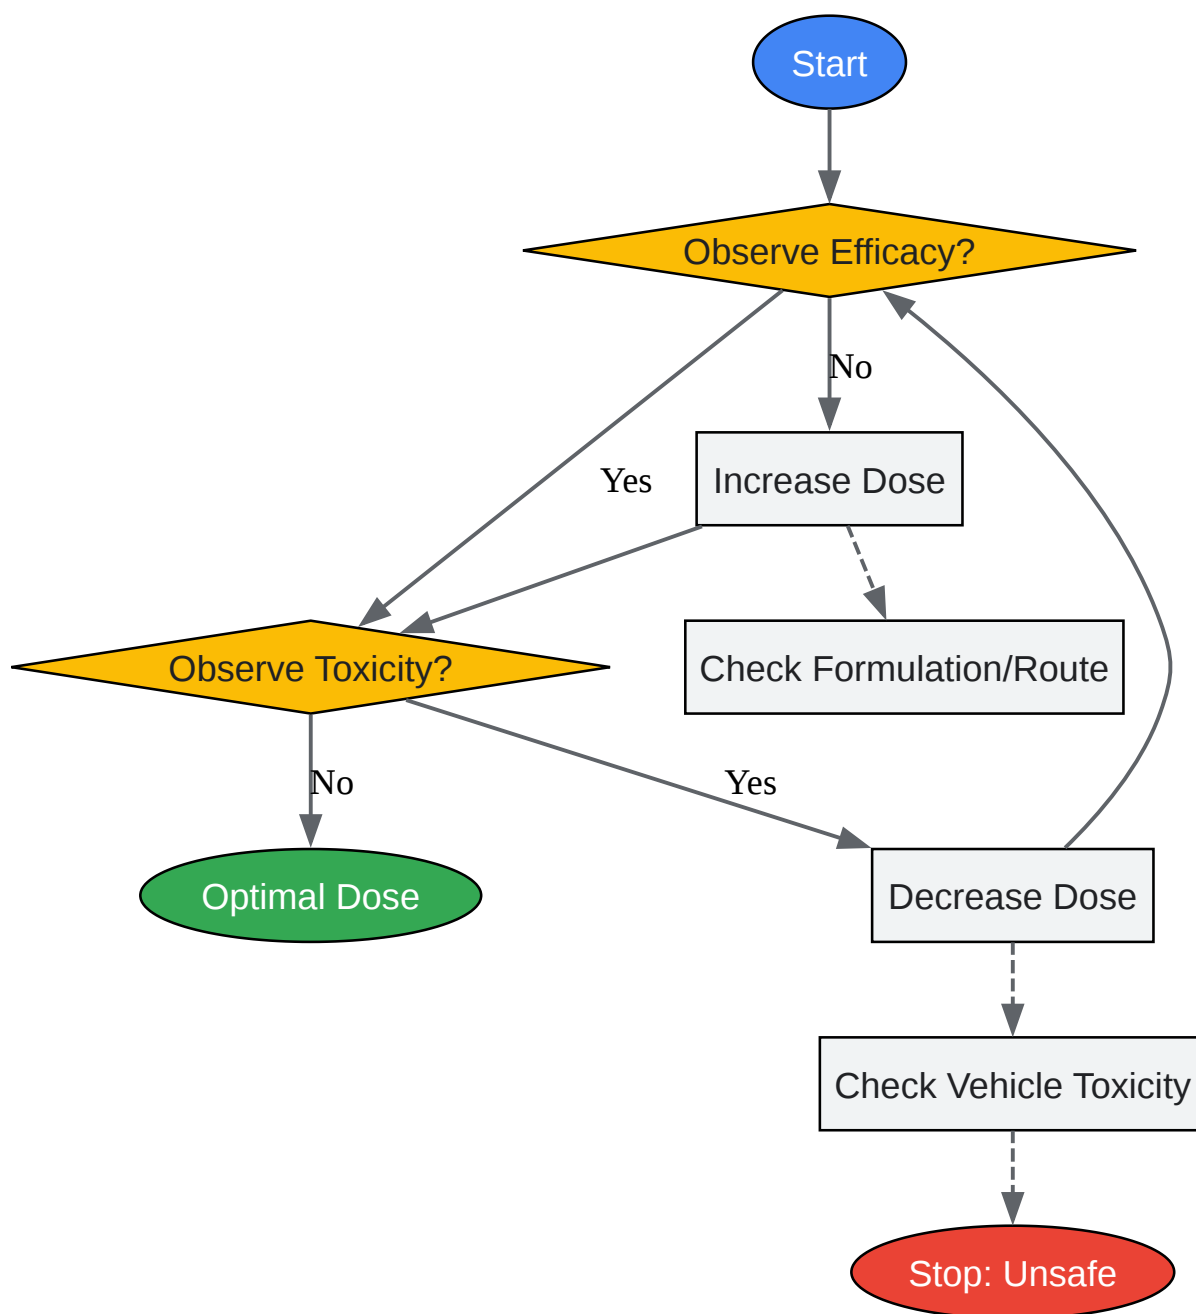 Start
Observe Efficacy?
No
Yes
Increase Dose
Observe Toxicity?
Check Formulation/Route
No
Yes
Optimal Dose
Decrease Dose
Check Vehicle Toxicity
Stop: Unsafe